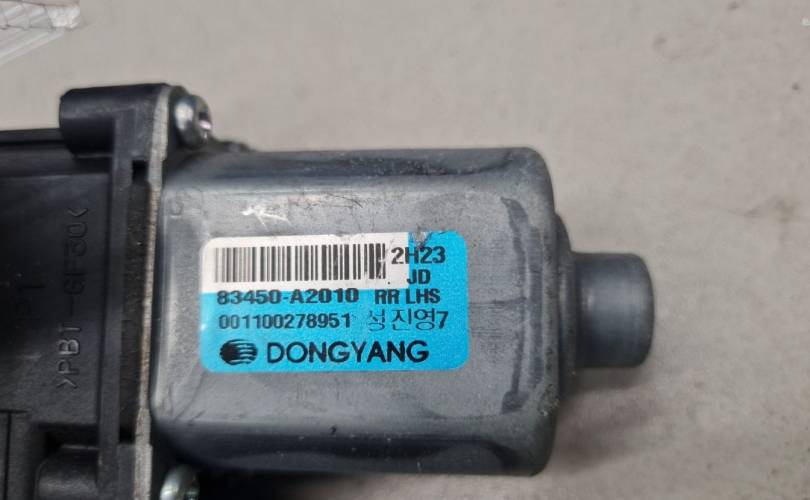 2H23
JD
83450-A2010 RR LHS
001100278951 성진영7
DONGYANG
>PBT-GF30<